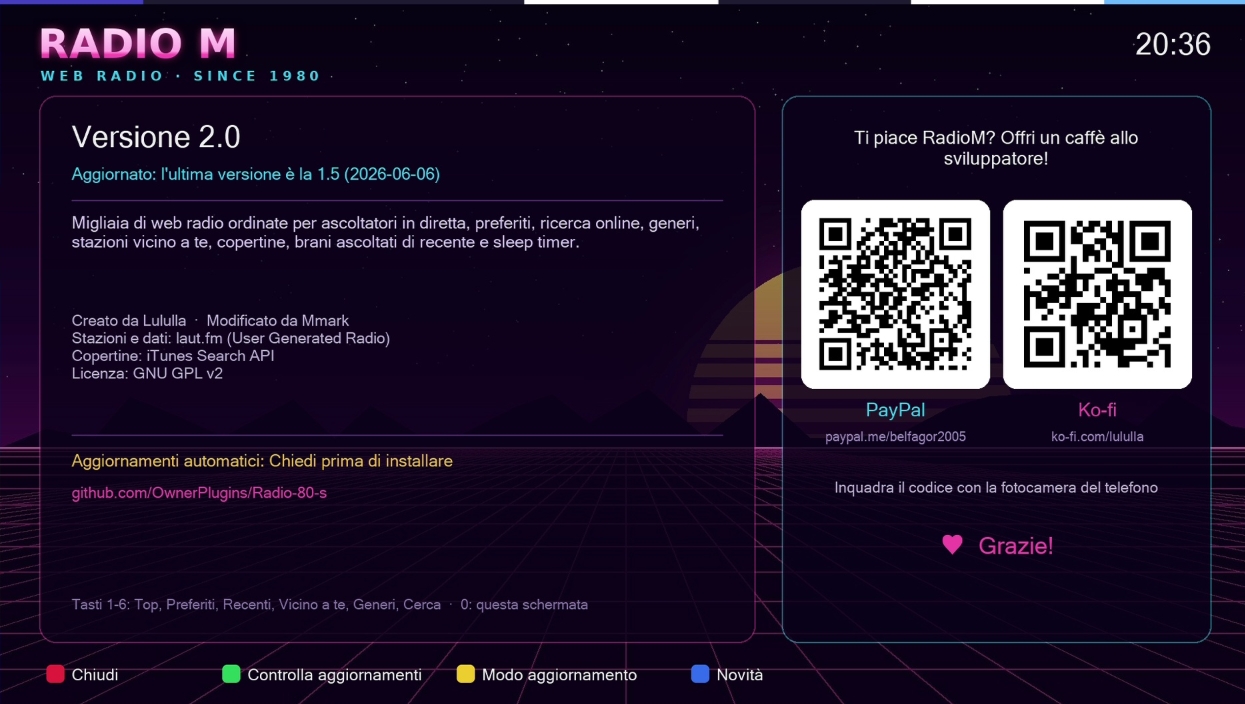 RADIO M
WEB RADIO · SINCE 1980
20:36
Versione 2.0
Aggiornato: l'ultima versione è la 1.5 (2026-06-06)
Migliaia di web radio ordinate per ascoltatori in diretta, preferiti, ricerca online, generi,
stazioni vicino a te, copertine, brani ascoltati di recente e sleep timer.
Creato da Lululla · Modificato da Mmark
Stazioni e dati: laut.fm (User Generated Radio)
Copertine: iTunes Search API
Licenza: GNU GPL v2
Aggiornamenti automatici: Chiedi prima di installare
github.com/OwnerPlugins/Radio-80-s
Tasti 1-6: Top, Preferiti, Recenti, Vicino a te, Generi, Cerca · 0: questa schermata
Ti piace RadioM? Offri un caffè allo
sviluppatore!
PayPal
Ko-fi
paypal.me/belfagor2005
ko-fi.com/lululla
Inquadra il codice con la fotocamera del telefono
♥ Grazie!
Chiudi
Controlla aggiornamenti
Modo aggiornamento
Novità